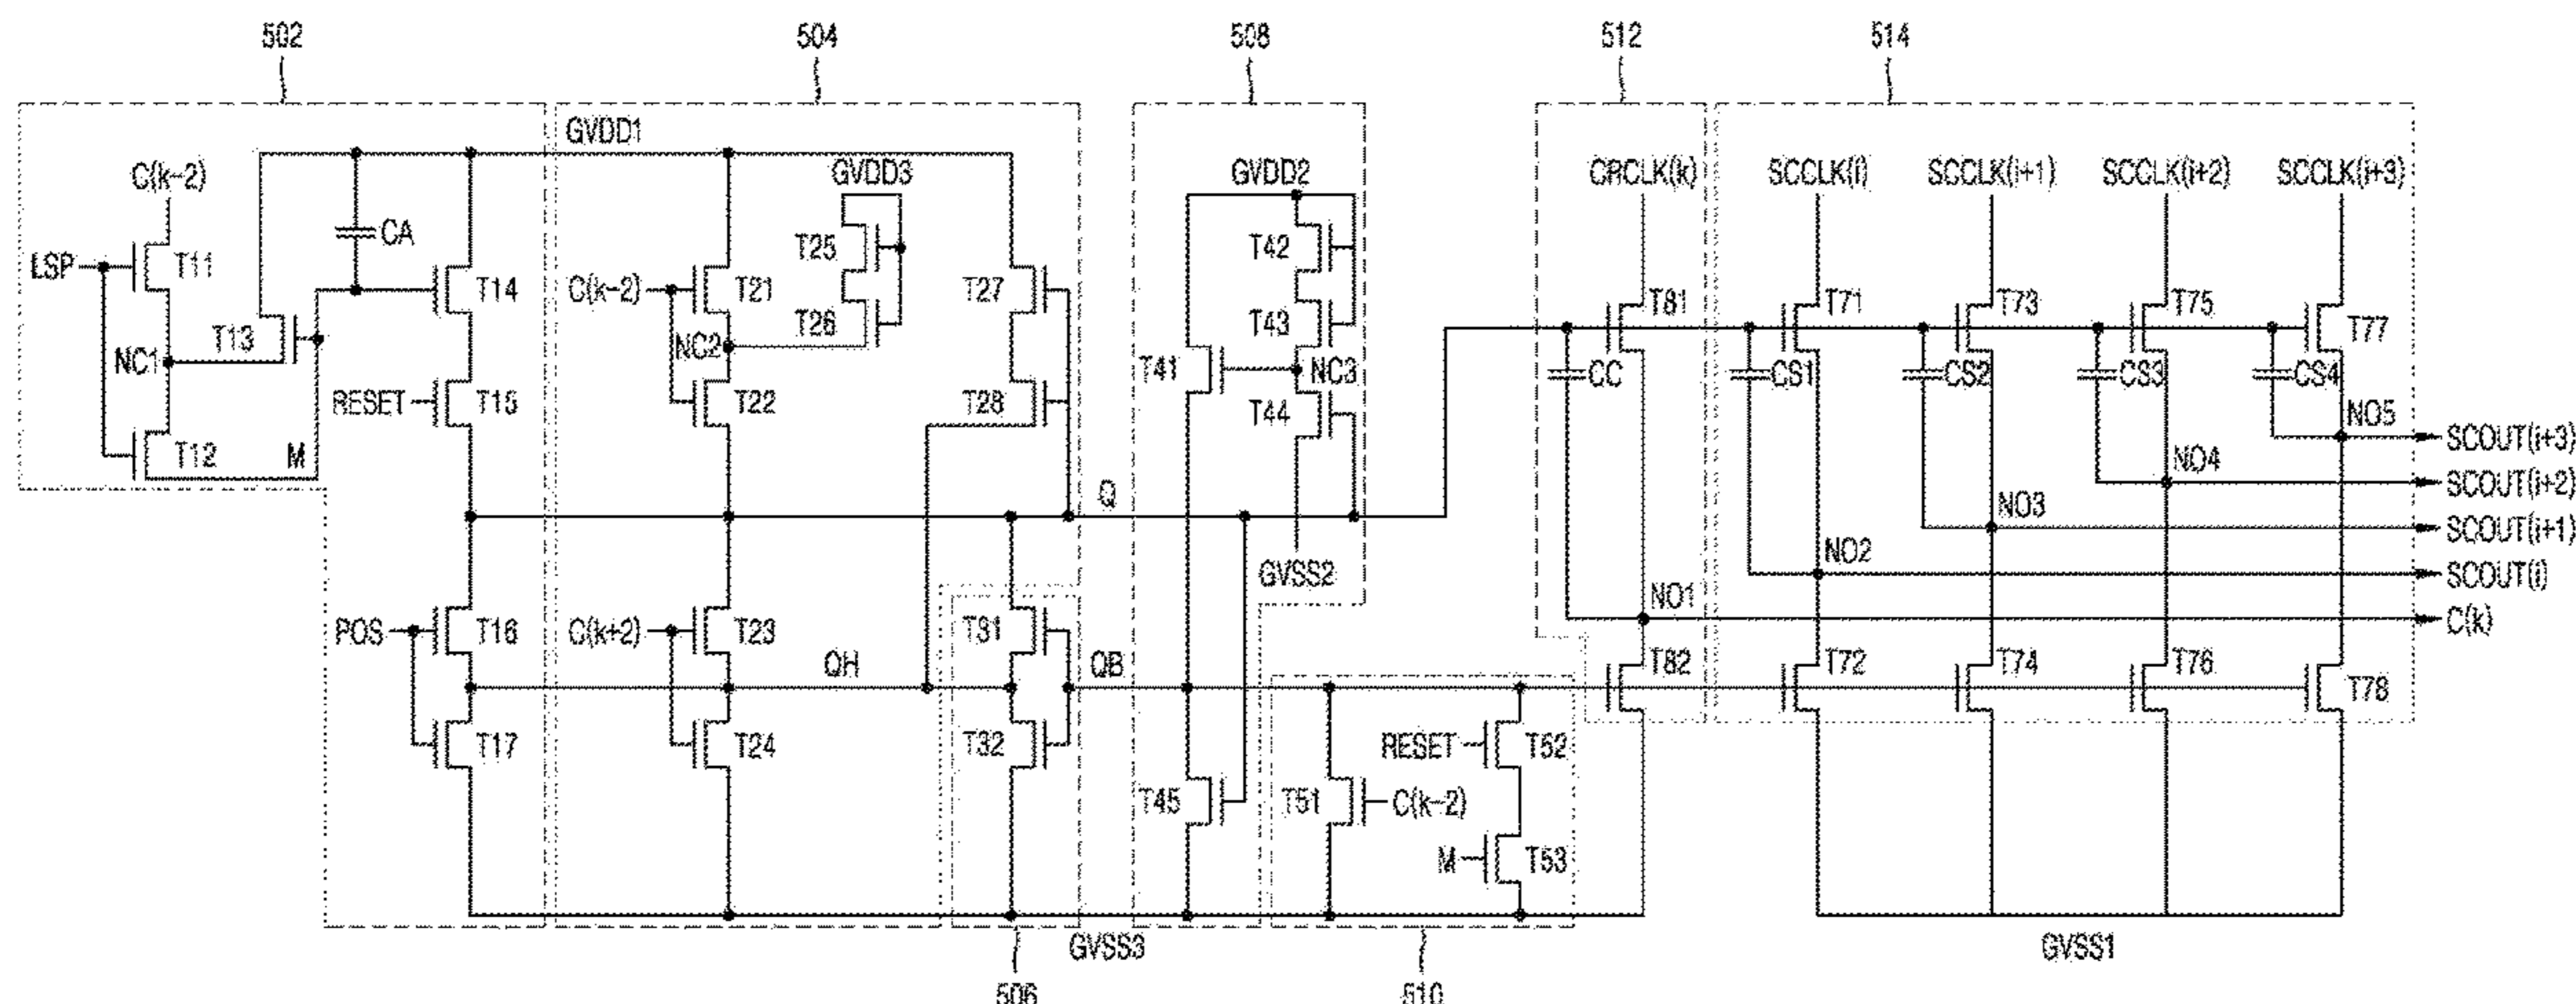 502
504
508
512
514
GVDD1
C(k-2)
GVDD3
GVDD2
CRCLK(k)
SCCLK(i)
SCCLK(i+1)
SCCLK(i+2)
SCCLK(i+3)
LSP
T11
CA
T14
C(k-2)
T21
T25
T26
T27
T42
T43
T81
T71
T73
T75
T77
NC1
T13
NC2
T41
NC3
CC
CS1
CS2
CS3
CS4
RESET
T15
T22
T28
T44
T12
M
Q
NO5
SCOUT(i+3)
NO4
SCOUT(i+2)
NO3
SCOUT(i+1)
GVSS2
NO2
SCOUT(i)
NO1
C(k)
POS
T16
C(k+2)
T23
T31
QH
QB
T82
T72
T74
T76
T78
T17
T24
T32
RESET
T52
T45
T51
C(k-2)
M
T53
GVSS3
GVSS1
506
510